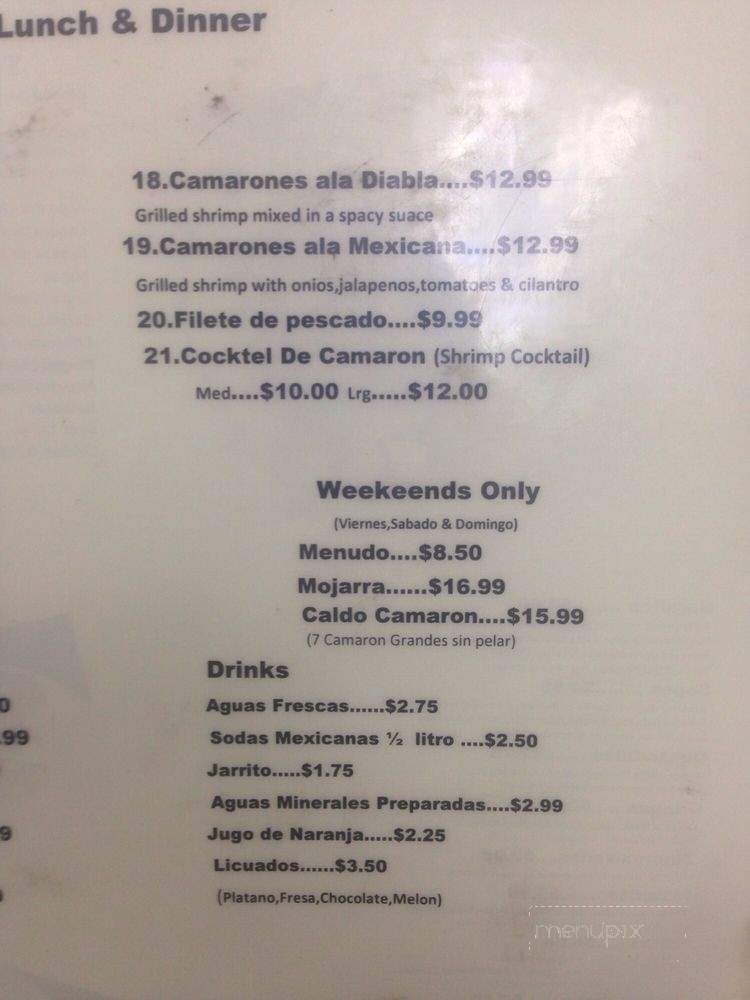 Lunch & Dinner
18.Camarones ala Diabla....$12.99
Grilled shrimp mixed in a spacy suace
19.Camarones ala Mexicana....$12.99
Grilled shrimp with onios,jalapenos,tomatoes & cilantro
20.Filete de pescado....$9.99
21.Cocktel De Camaron (Shrimp Cocktail)
Med....$10.00 Lrg.....$12.00
Weekeends Only
(Viernes,Sabado & Domingo)
Menudo....$8.50
Mojarra......$16.99
Caldo Camaron....$15.99
(7 Camaron Grandes sin pelar)
Drinks
Aguas Frescas......$2.75
0
.99
Sodas Mexicanas ½ litro ....$2.50
Jarrito.....$1.75
Aguas Minerales Preparadas....$2.99
9
Jugo de Naranja.....$2.25
Licuados......$3.50
(Platano,Fresa,Chocolate,Melon)
menupix